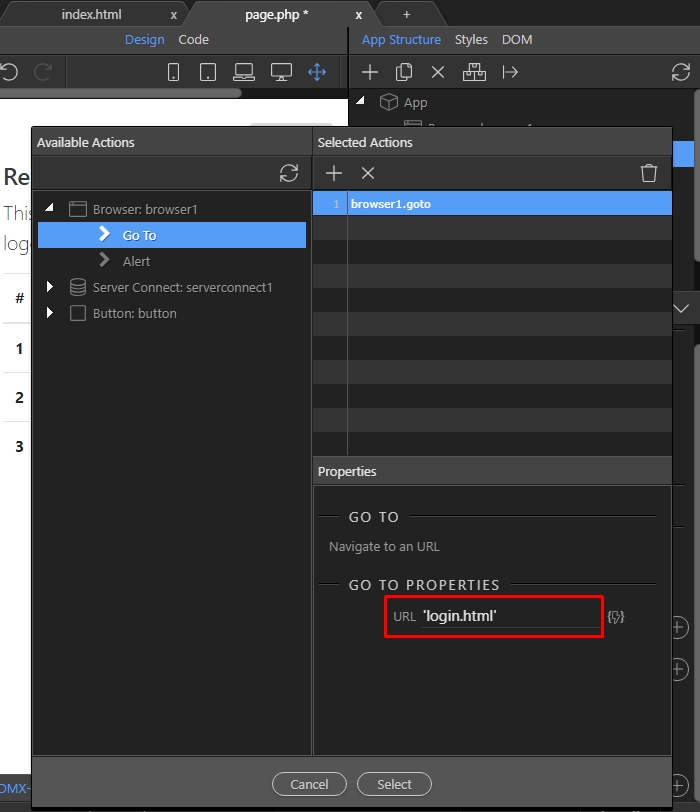 index.html x page.php * x +
Design Code App Structure Styles DOM
App
Available Actions Selected Actions
Re
This
loge
#
1
2
3
Browser: browser1
Go To
Alert
Server Connect: serverconnect1
Button: button
1 browser1.goto
Properties
GO TO
Navigate to an URL
GO TO PROPERTIES
URL 'login.html'
Cancel Select
DMX-